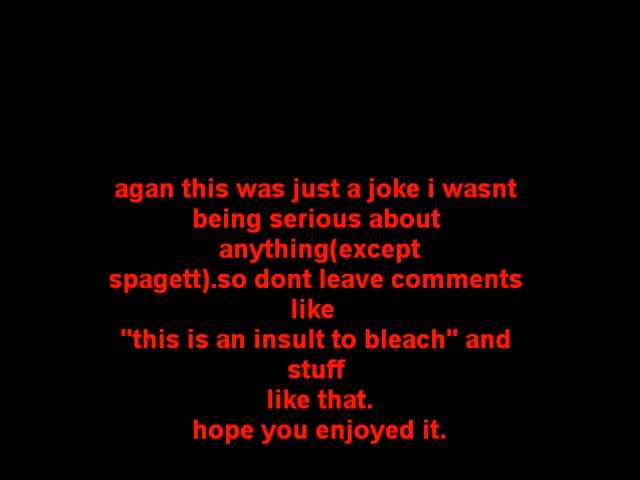 agan this was just a joke i wasnt
being serious about
anything(except
spagett).so dont leave comments
like
"this is an insult to bleach" and
stuff
like that.
hope you enjoyed it.